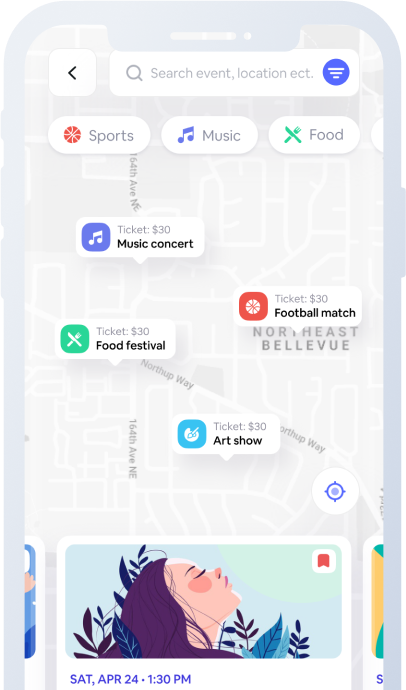 Search event, location ect.
Sports
Music
Food
164th Ave NE
Ticket: $30
Music concert
Ticket: $30
Football match
NORTHEAST
BELLEVUE
Ticket: $30
Food festival
Northup Way
Ticket: $30
Art show
orthup Way
164th Ave NE
SAT, APR 24 • 1:30 PM
S